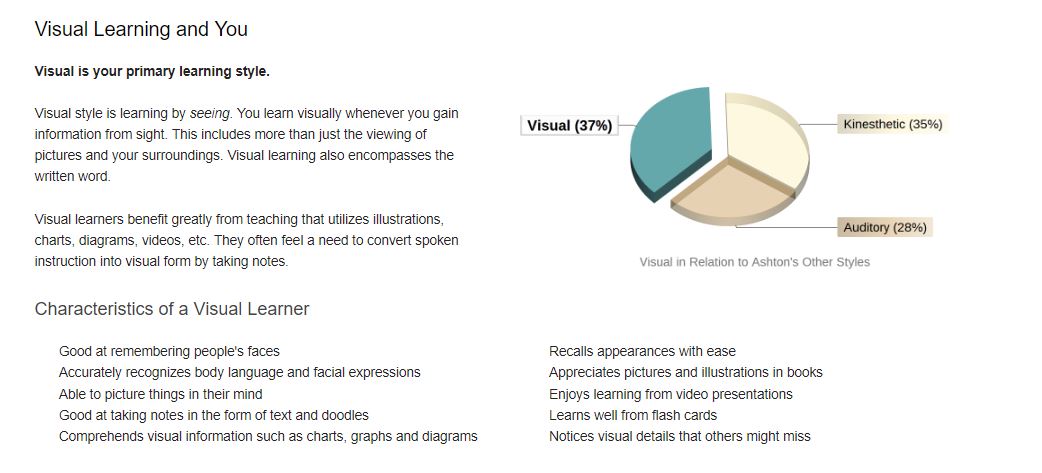 Visual Learning and You
Visual is your primary learning style.
Visual style is learning by seeing. You learn visually whenever you gain
information from sight. This includes more than just the viewing of
pictures and your surroundings. Visual learning also encompasses the
written word.
Visual learners benefit greatly from teaching that utilizes illustrations,
charts, diagrams, videos, etc. They often feel a need to convert spoken
instruction into visual form by taking notes.
Visual (37%)
Kinesthetic (35%)
Auditory (28%)
Visual in Relation to Ashton's Other Styles
Characteristics of a Visual Learner
Good at remembering people's faces
Accurately recognizes body language and facial expressions
Able to picture things in their mind
Good at taking notes in the form of text and doodles
Comprehends visual information such as charts, graphs and diagrams
Recalls appearances with ease
Appreciates pictures and illustrations in books
Enjoys learning from video presentations
Learns well from flash cards
Notices visual details that others might miss